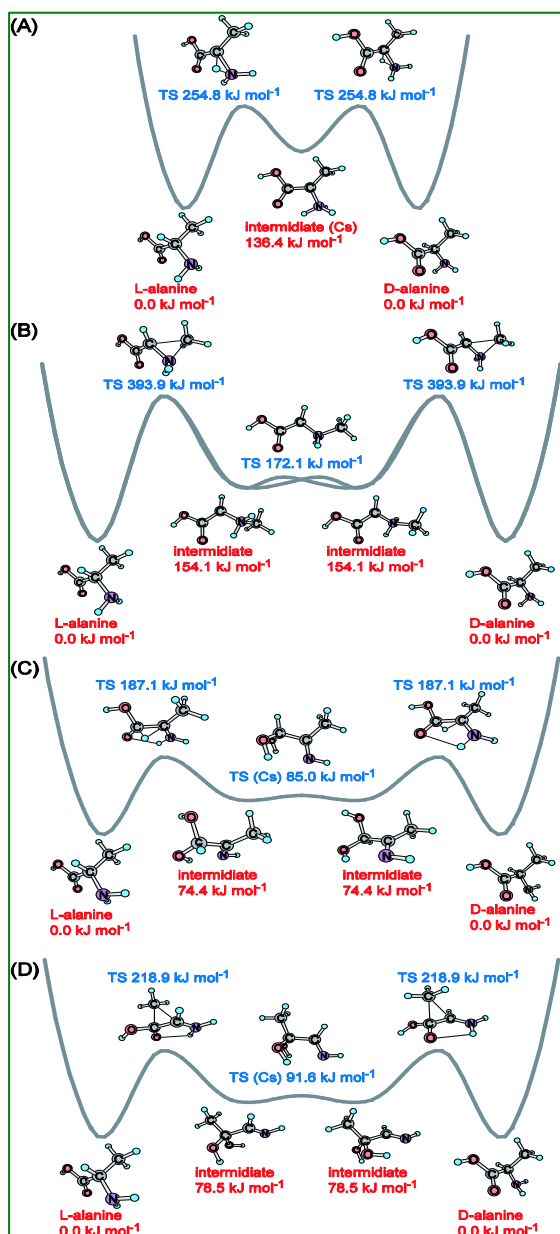 (A)
TS 254.8 kJ mol-1 TS 254.8 kJ mol-1
intermidiate (Cs)
136.4 kJ mol-1
L-alanine
0.0 kJ mol-1
D-alanine
0.0 kJ mol-1
(B)
TS 393.9 kJ mol-1 TS 393.9 kJ mol-1
TS 172.1 kJ mol-1
intermidiate
154.1 kJ mol-1
intermidiate
154.1 kJ mol-1
L-alanine
0.0 kJ mol-1
D-alanine
0.0 kJ mol-1
(C)
TS 187.1 kJ mol-1 TS 187.1 kJ mol-1
TS (Cs) 85.0 kJ mol-1
intermidiate
74.4 kJ mol-1
intermidiate
74.4 kJ mol-1
L-alanine
0.0 kJ mol-1
D-alanine
0.0 kJ mol-1
(D)
TS 218.9 kJ mol-1 TS 218.9 kJ mol-1
TS (Cs) 91.6 kJ mol-1
intermidiate
78.5 kJ mol-1
intermidiate
78.5 kJ mol-1
L-alanine
0.0 kJ mol-1
D-alanine
0.0 kJ mol-1